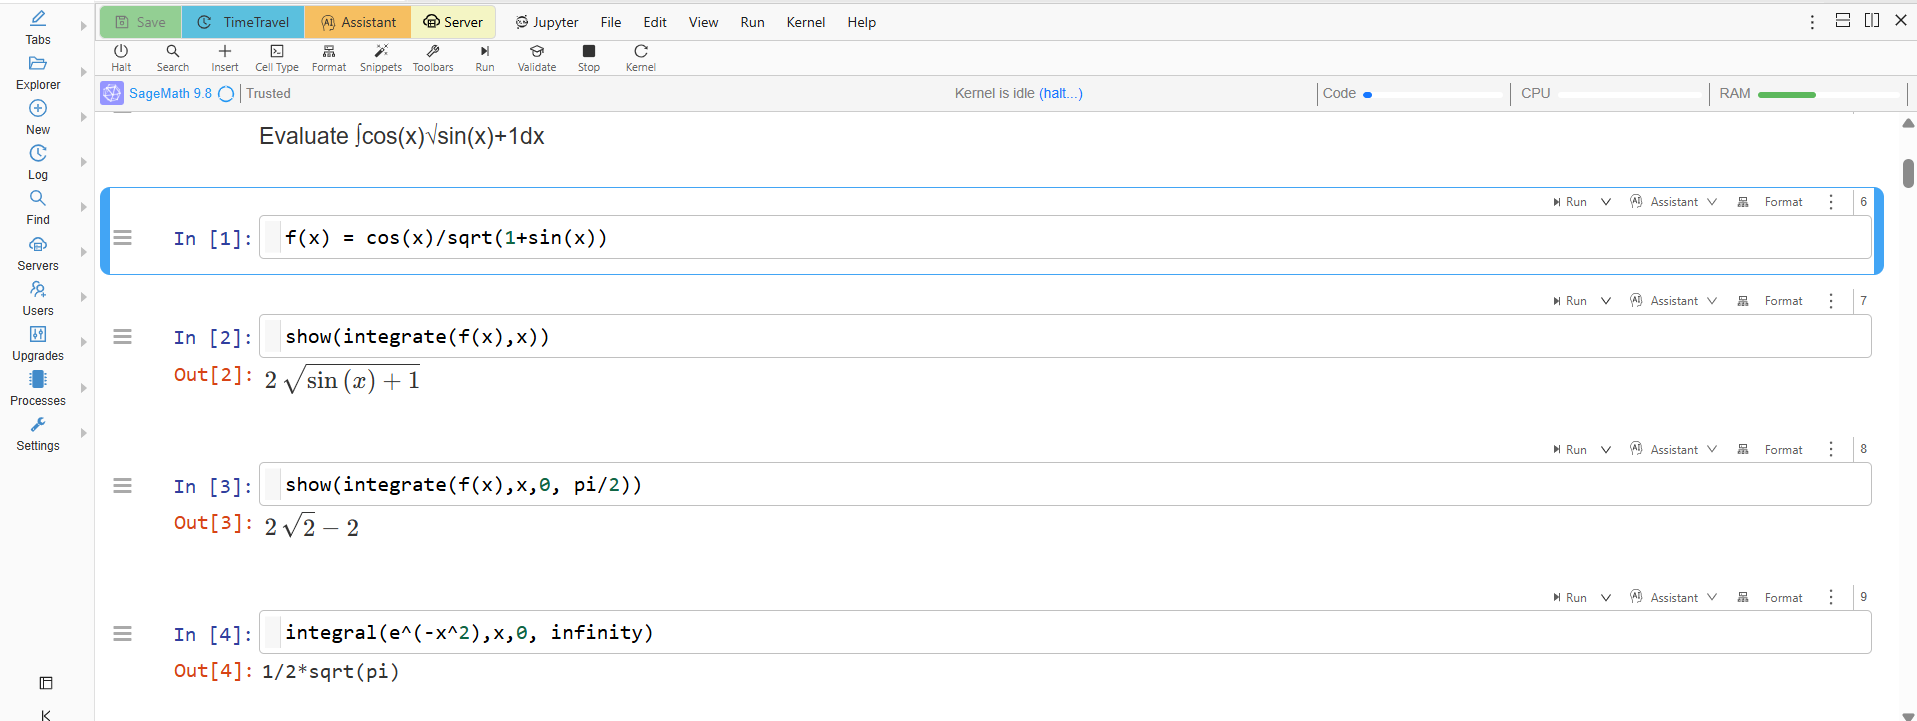 Save TimeTravel Assistant Server Jupyter File Edit View Run Kernel Help
Halt Search Insert Cell Type Format Snippets Toolbars Run Validate Stop Kernel
SageMath 9.8 Trusted Kernel is idle (halt...) Code CPU RAM
Tabs
Explorer
New
Log
Find
Servers
Users
Upgrades
Processes
Settings
Evaluate ∫cos(x)√sin(x)+1dx
Run Assistant Format 6
In [1]: f(x) = cos(x)/sqrt(1+sin(x))
Run Assistant Format 7
In [2]: show(integrate(f(x),x))
Out[2]: 2√(sin(x)+1)
Run Assistant Format 8
In [3]: show(integrate(f(x),x,0, pi/2))
Out[3]: 2√2 − 2
Run Assistant Format 9
In [4]: integral(e^(-x^2),x,0, infinity)
Out[4]: 1/2*sqrt(pi)